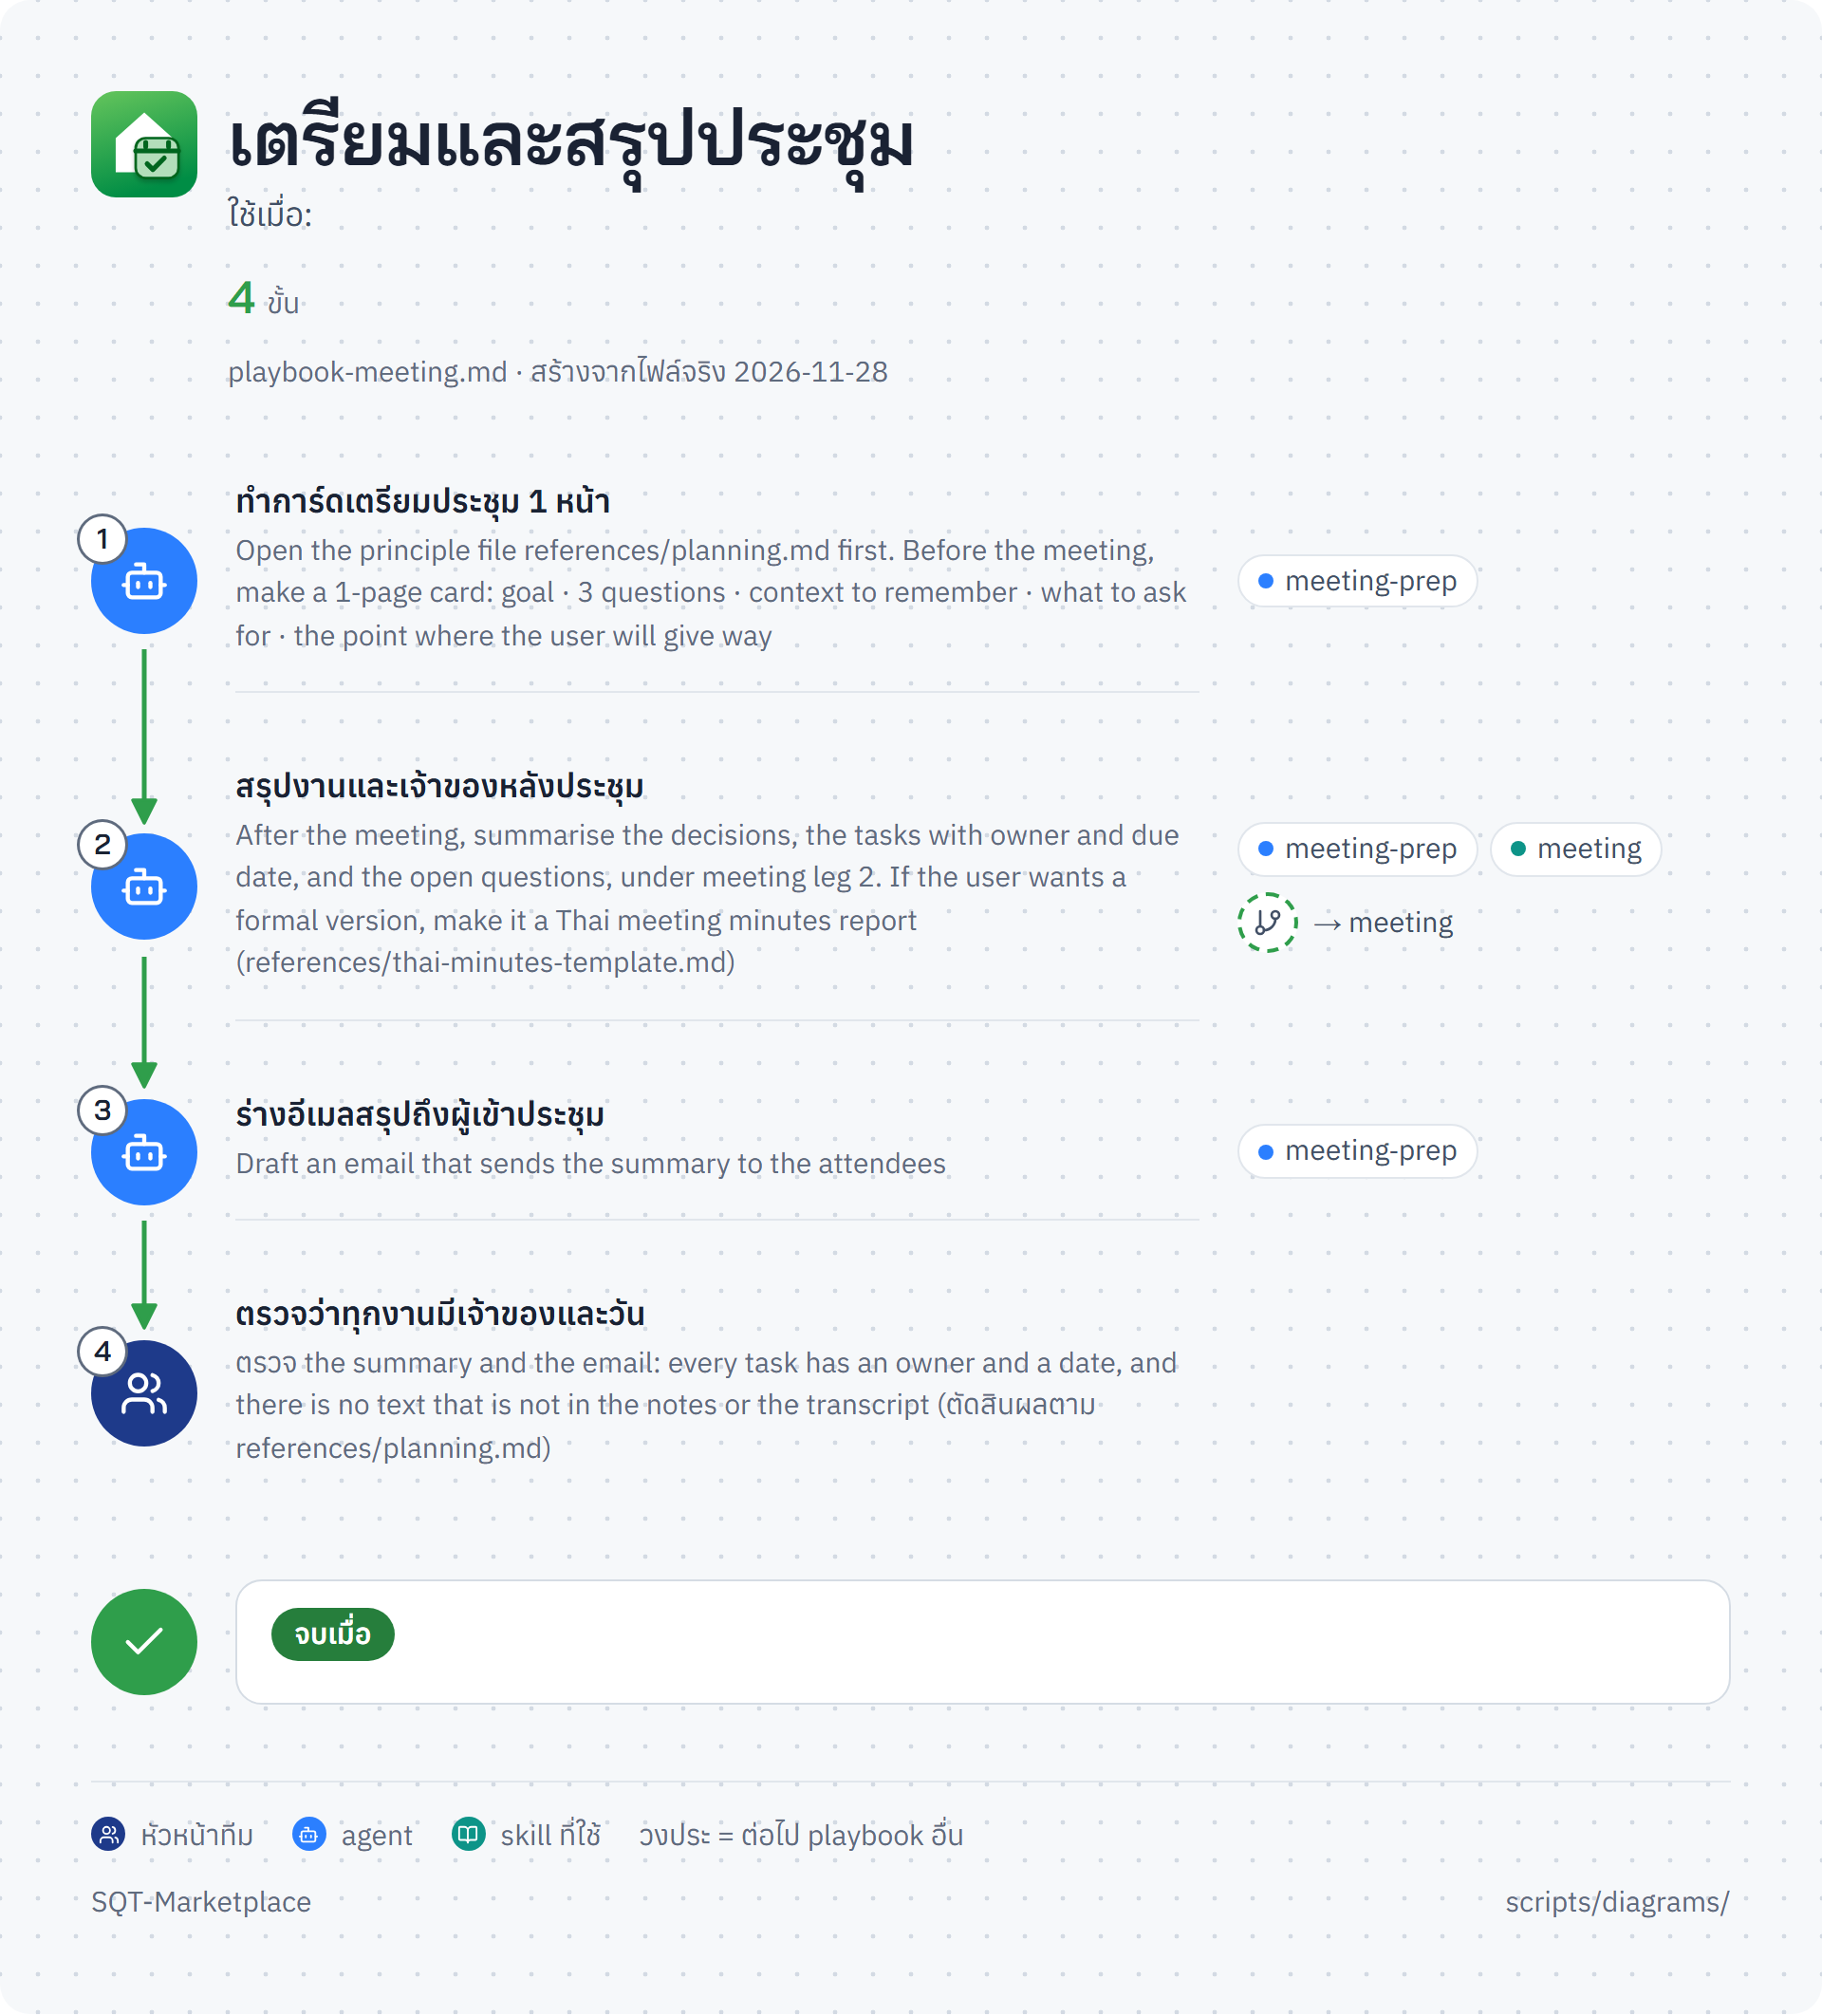 เตรียมและสรุปประชุม
ใช้เมื่อ:
4 ขั้น
playbook-meeting.md · สร้างจากไฟล์จริง 2026-11-28
1
ทำการ์ดเตรียมประชุม 1 หน้า
Open the principle file references/planning.md first. Before the meeting,
make a 1-page card: goal · 3 questions · context to remember · what to ask
for · the point where the user will give way
meeting-prep
2
สรุปงานและเจ้าของหลังประชุม
After the meeting, summarise the decisions, the tasks with owner and due
date, and the open questions, under meeting leg 2. If the user wants a
formal version, make it a Thai meeting minutes report
(references/thai-minutes-template.md)
meeting-prep meeting
→ meeting
3
ร่างอีเมลสรุปถึงผู้เข้าประชุม
Draft an email that sends the summary to the attendees
meeting-prep
4
ตรวจว่าทุกงานมีเจ้าของและวัน
ตรวจ the summary and the email: every task has an owner and a date, and
there is no text that is not in the notes or the transcript (ตัดสินผลตาม
references/planning.md)
จบเมื่อ
หัวหน้าทีม agent skill ที่ใช้ วงประ = ต่อไป playbook อื่น
SQT-Marketplace scripts/diagrams/